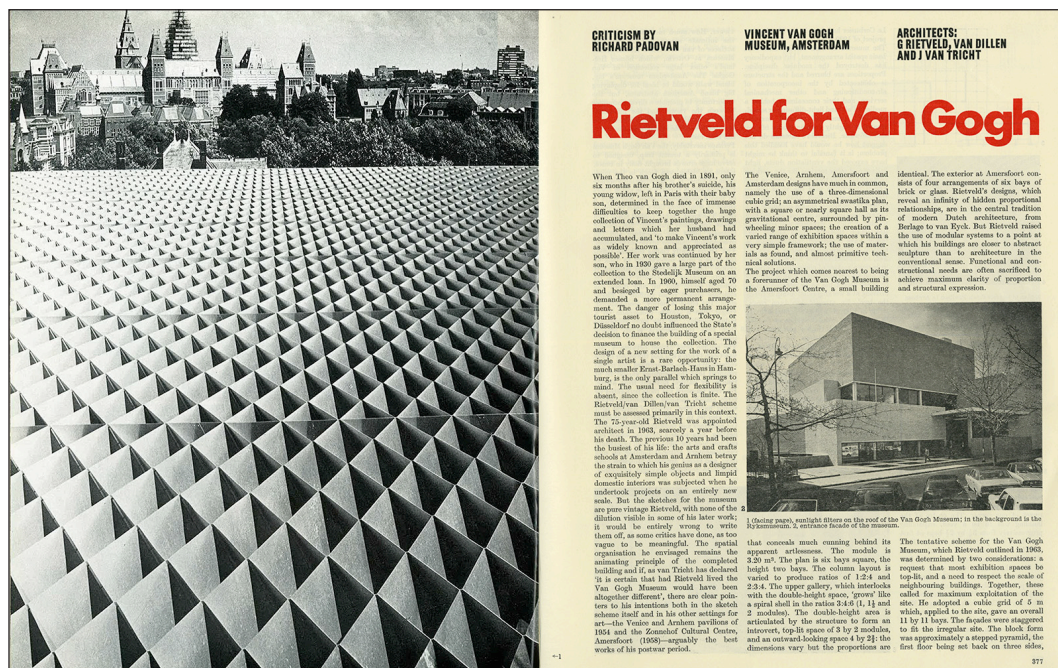 CRITICISM BY
RICHARD PADOVAN
VINCENT VAN GOGH
MUSEUM, AMSTERDAM
ARCHITECTS:
G RIETVELD, VAN DILLEN
AND J VAN TRICHT
Rietveld for Van Gogh
When Theo van Gogh died in 1891, only
six months after his brother's suicide, his
young widow, left in Paris with their baby
son, determined in the face of immense
difficulties to keep together the huge
collection of Vincent's paintings, drawings
and letters which her husband had
accumulated, and 'to make Vincent's work
as widely known and appreciated as
possible'. Her work was continued by her
son, who in 1930 gave a large part of the
collection to the Stedelijk Museum on an
extended loan. In 1960, himself aged 70
and besieged by eager purchasers, he
demanded a more permanent arrange-
ment. The danger of losing this major
tourist asset to Houston, Tokyo, or
Düsseldorf no doubt influenced the State's
decision to finance the building of a special
museum to house the collection. The
design of a new setting for the work of a
single artist is a rare opportunity: the
much smaller Ernst-Barlach-Haus in Ham-
burg, is the only parallel which springs to
mind. The usual need for flexibility is
absent, since the collection is finite. The
Rietveld/van Dillen/van Tricht scheme
must be assessed primarily in this context.
The 75-year-old Rietveld was appointed
architect in 1963, scarcely a year before
his death. The previous 10 years had been
the busiest of his life: the arts and crafts
schools at Amsterdam and Arnhem betray
the strain to which his genius as a designer
of exquisitely simple objects and limpid
domestic interiors was subjected when he
undertook projects on an entirely new
scale. But the sketches for the museum
are pure vintage Rietveld, with none of the
dilution visible in some of his later work;
it would be entirely wrong to write
them off, as some critics have done, as too
vague to be meaningful. The spatial
organisation he envisaged remains the
animating principle of the completed
building and if, as van Tricht has declared
'it is certain that had Rietveld lived the
Van Gogh Museum would have been
altogether different', there are clear poin-
ters to his intentions both in the sketch
scheme itself and in his other settings for
art—the Venice and Arnhem pavilions of
1954 and the Zonnehof Cultural Centre,
Amersfoort (1958)—arguably the best
works of his postwar period.
The Venice, Arnhem, Amersfoort and
Amsterdam designs have much in common,
namely the use of a three-dimensional
cubic grid; an asymmetrical swastika plan,
with a square or nearly square hall as its
gravitational centre, surrounded by pin-
wheeling minor spaces; the creation of a
varied range of exhibition spaces within a
very simple framework; the use of mater-
ials as found, and almost primitive tech-
nical solutions.
The project which comes nearest to being
a forerunner of the Van Gogh Museum is
the Amersfoort Centre, a small building
identical. The exterior at Amersfoort con-
sists of four arrangements of six bays of
brick or glass. Rietveld's designs, which
reveal an infinity of hidden proportional
relationships, are in the central tradition
of modern Dutch architecture, from
Berlage to van Eyck. But Rietveld raised
the use of modular systems to a point at
which his buildings are closer to abstract
sculpture than to architecture in the
conventional sense. Functional and con-
structional needs are often sacrificed to
achieve maximum clarity of proportion
and structural expression.
2
1 (facing page), sunlight filters on the roof of the Van Gogh Museum; in the background is the
Ryksmuseum. 2, entrance facade of the museum.
that conceals much cunning behind its
apparent artlessness. The module is
3.20 m³. The plan is six bays square, the
height two bays. The column layout is
varied to produce ratios of 1:2:4 and
2:3:4. The upper gallery, which interlocks
with the double-height space, 'grows' like
a spiral shell in the ratios 3:4:6 (1, 1½ and
2 modules). The double-height area is
articulated by the structure to form an
introvert, top-lit space of 3 by 2 modules,
and an outward-looking space 4 by 2⅔: the
dimensions vary but the proportions are
The tentative scheme for the Van Gogh
Museum, which Rietveld outlined in 1963,
was determined by two considerations: a
request that most exhibition spaces be
top-lit, and a need to respect the scale of
neighbouring buildings. Together, these
called for maximum exploitation of the
site. He adopted a cubic grid of 5 m
which, applied to the site, gave an overall
11 by 11 bays. The façades were staggered
to fit the irregular site. The block form
was approximately a stepped pyramid, the
first floor being set back on three sides,
←1
377